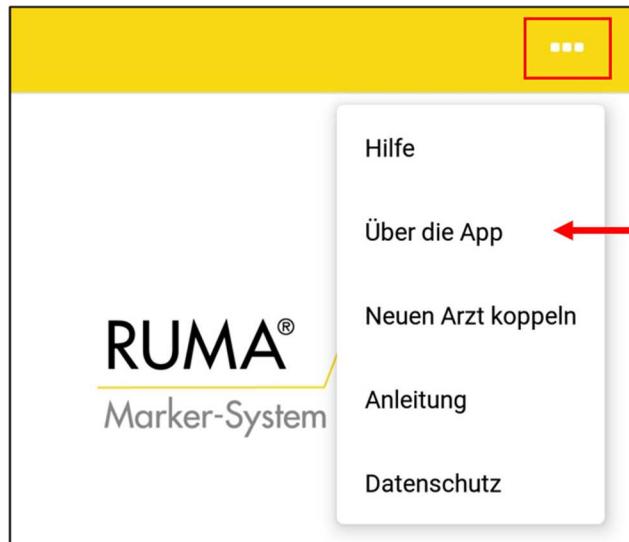 Hilfe
Über die App
Neuen Arzt koppeln
RUMA®
Marker-System
Anleitung
Datenschutz